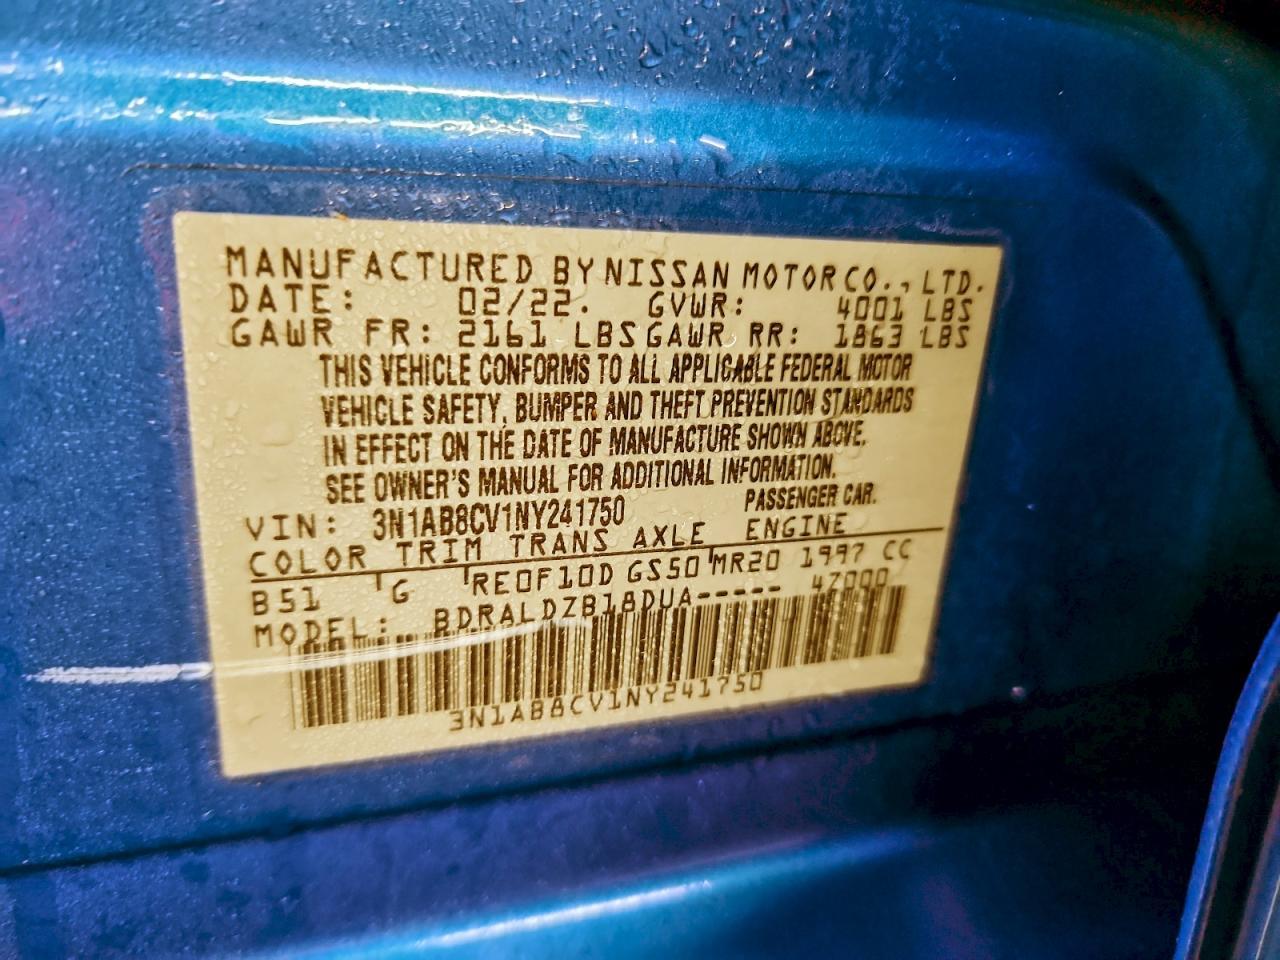 MANUFACTURED BY NISSAN MOTOR CO., LTD.
DATE: 02/22. GVWR: 4001 LBS
GAWR FR: 2161 LBS GAWR RR: 1863 LBS
THIS VEHICLE CONFORMS TO ALL APPLICABLE FEDERAL MOTOR
VEHICLE SAFETY, BUMPER AND THEFT PREVENTION STANDARDS
IN EFFECT ON THE DATE OF MANUFACTURE SHOWN ABOVE.
SEE OWNER'S MANUAL FOR ADDITIONAL INFORMATION.
VIN: 3N1AB8CV1NY241750 PASSENGER CAR.
COLOR TRIM TRANS AXLE ENGINE
B51 G RE0F10D GS50 MR20 1997 CC
MODEL: BDRALDZB18DUA----- 4Z000
3N1AB8CV1NY241750